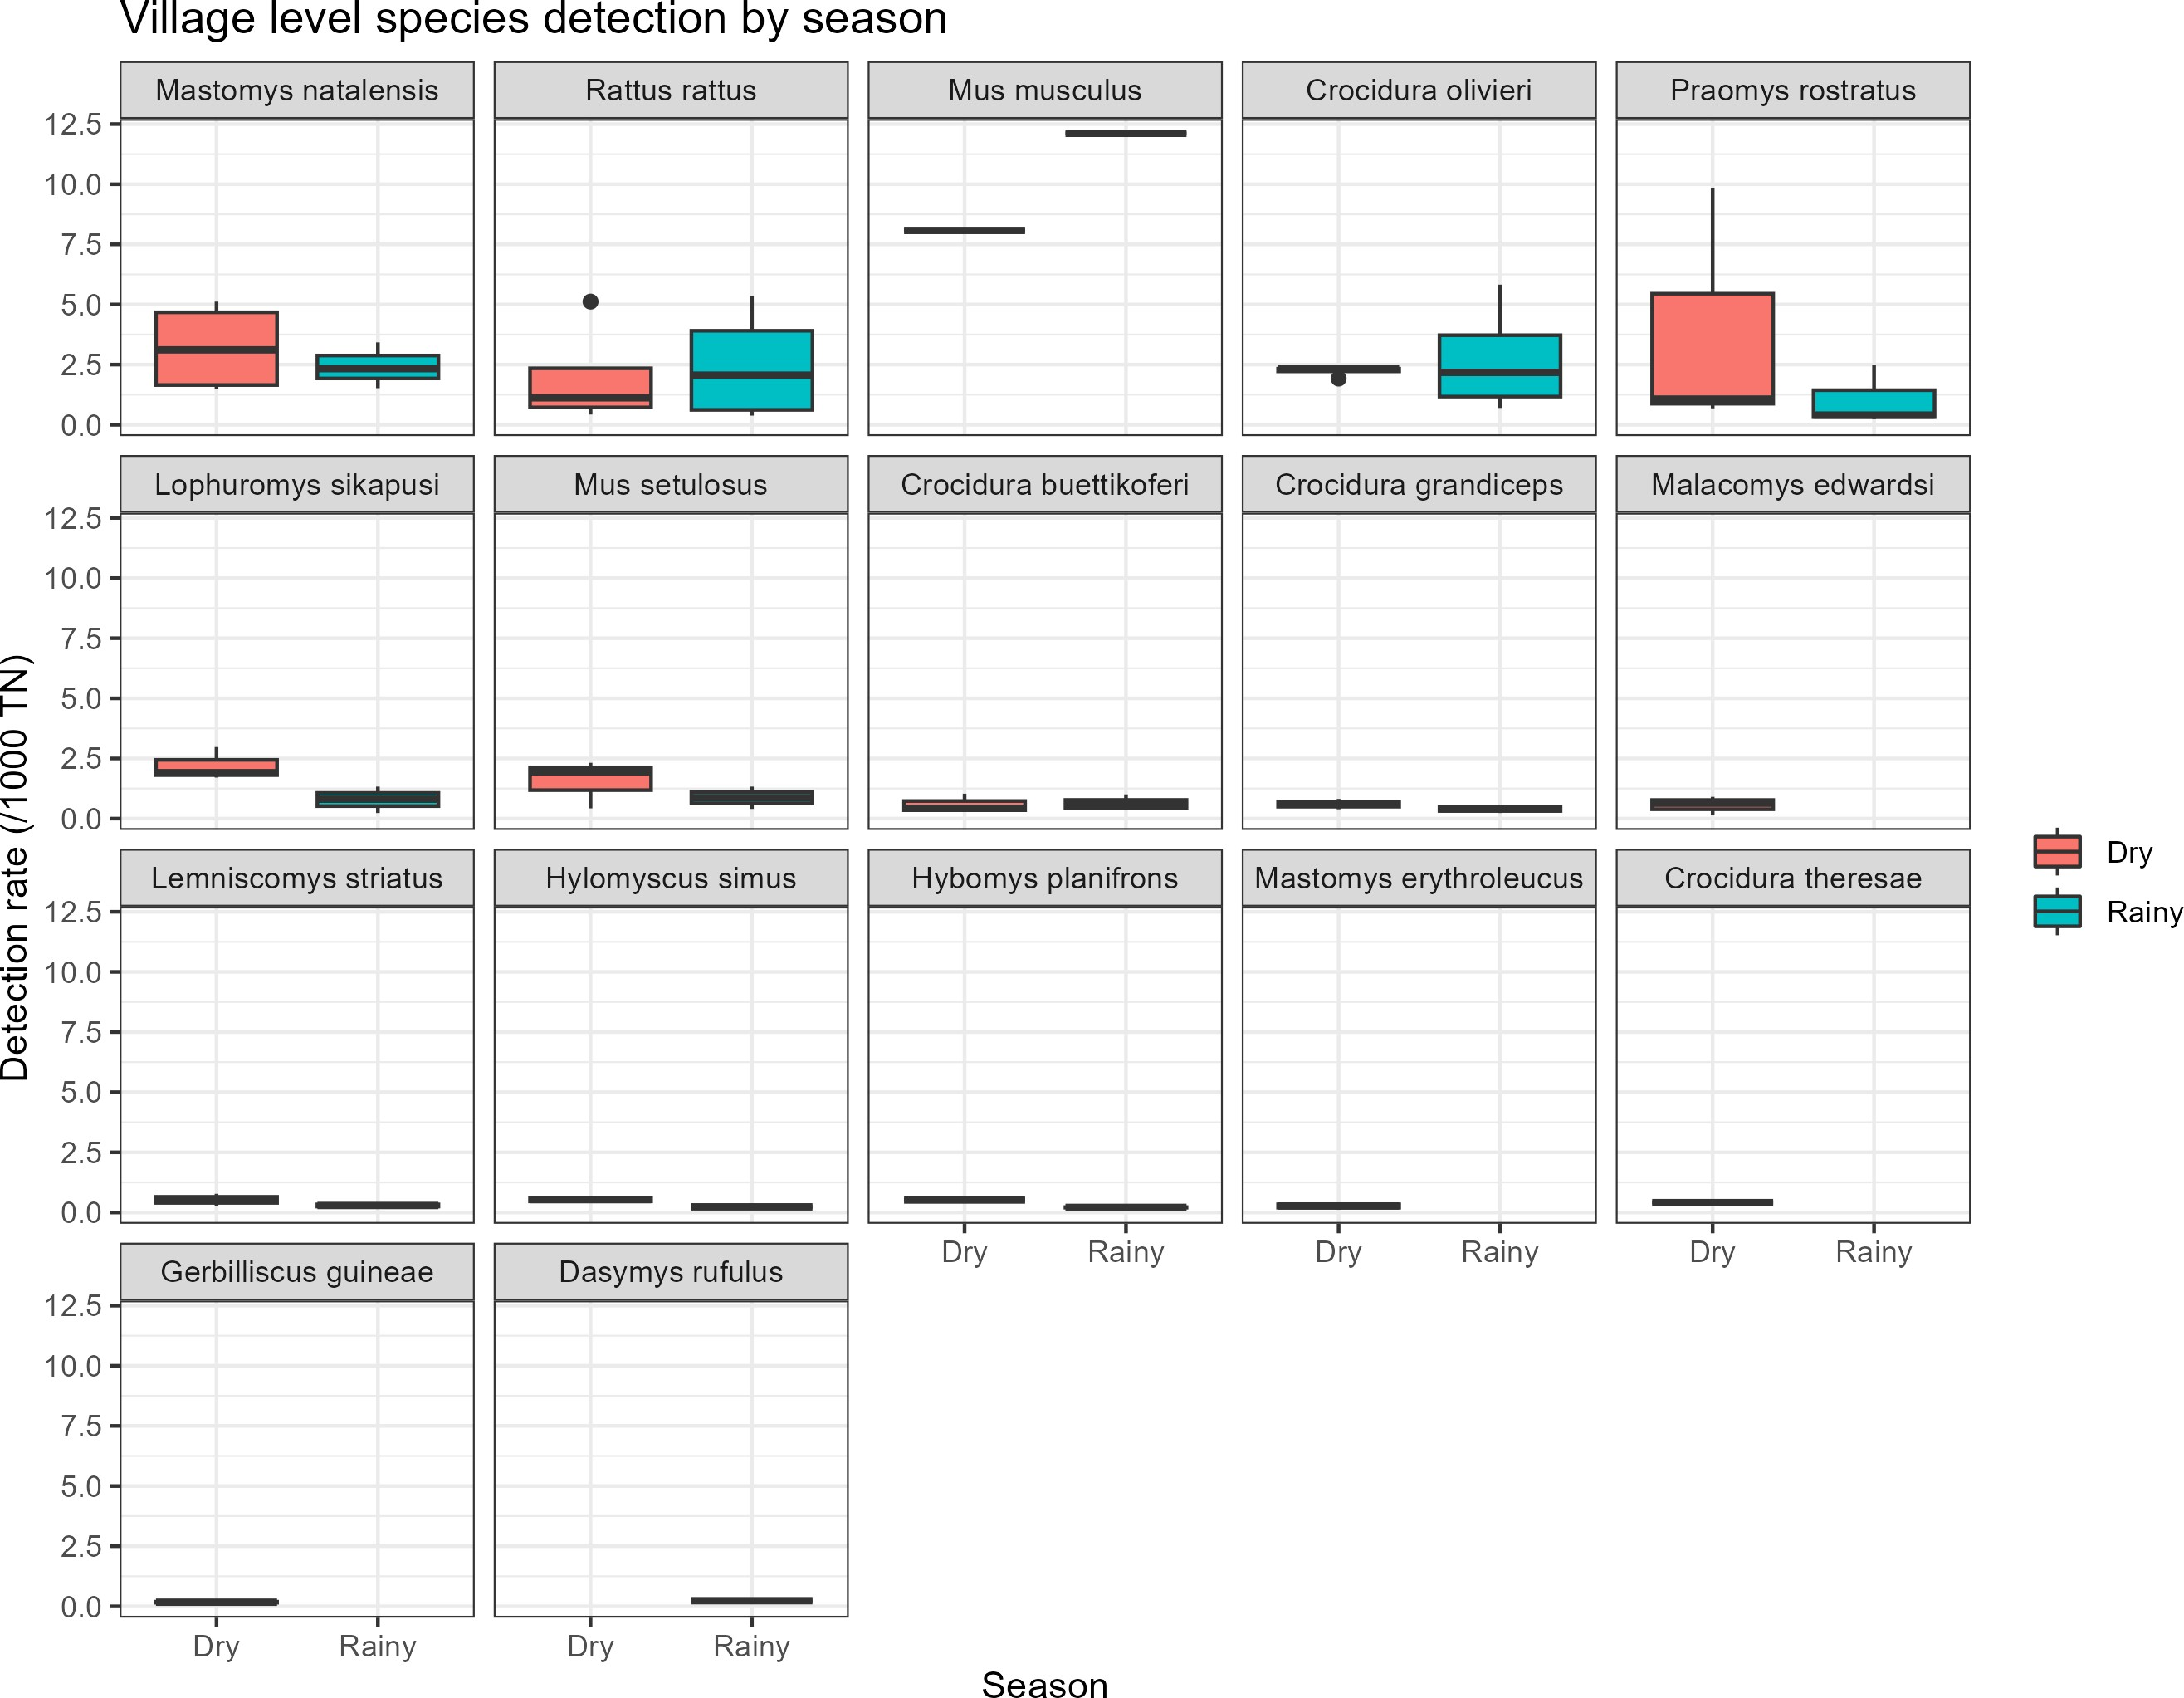 Village level species detection by season
Mastomys natalensis
Rattus rattus
Mus musculus
Crocidura olivieri
Praomys rostratus
12.5
10.0
7.5
5.0
2.5
0.0
Lophuromys sikapusi
Mus setulosus
Crocidura buettikoferi
Crocidura grandiceps
Malacomys edwardsi
12.5
10.0
7.5
5.0
2.5
0.0
Lemniscomys striatus
Hylomyscus simus
Hybomys planifrons
Mastomys erythroleucus
Crocidura theresae
12.5
10.0
7.5
5.0
2.5
0.0
Dry
Rainy
Dry
Rainy
Dry
Rainy
Gerbilliscus guineae
Dasymys rufulus
12.5
10.0
7.5
5.0
2.5
0.0
Dry
Rainy
Dry
Rainy
Season
Detection rate (/1000 TN)
Dry
Rainy